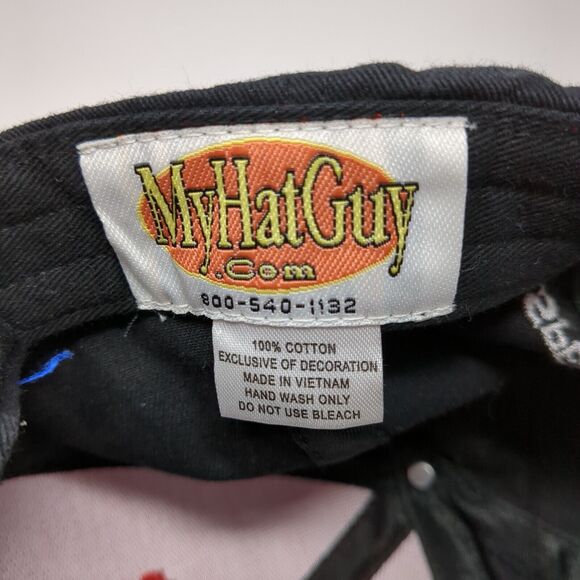 MyHatGuy
.Com
800-540-1132
100% COTTON
EXCLUSIVE OF DECORATION
MADE IN VIETNAM
HAND WASH ONLY
DO NOT USE BLEACH